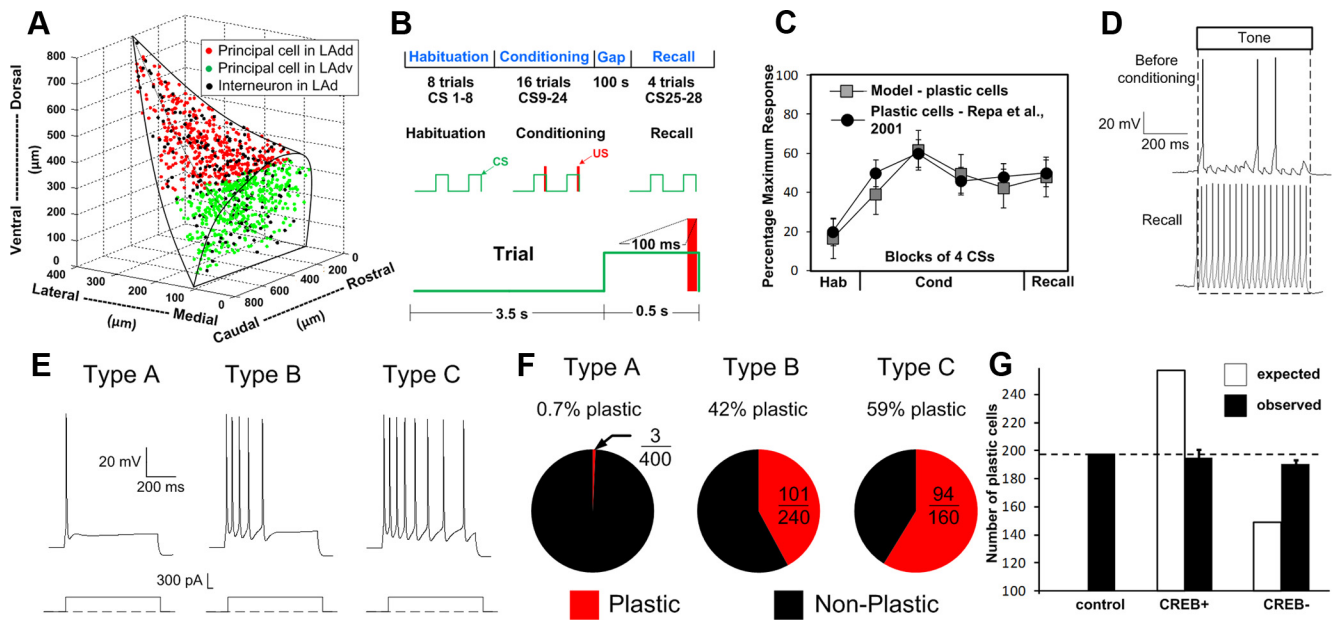 A
Ventral ------------- Dorsal
(µm)
800
700
600
500
400
300
200
100
0
400
300
200
100
0
Lateral --------- Medial
(µm)
800
600
400
200
0
Caudal ------------ Rostral
(µm)
Principal cell in LAdd
Principal cell in LAdv
Interneuron in LAd
B
Habituation Conditioning Gap Recall
8 trials 16 trials 100 s 4 trials
CS 1-8 CS9-24 CS25-28
Habituation Conditioning Recall
CS
US
100 ms
Trial
3.5 s 0.5 s
C
Percentage Maximum Response
100
80
60
40
20
0
Model - plastic cells
Plastic cells - Repa et al.,
2001
Blocks of 4 CSs
Hab Cond Recall
D
Tone
Before
conditioning
20 mV
200 ms
Recall
E
Type A Type B Type C
20 mV
200 ms
300 pA
F
Type A Type B Type C
0.7% plastic 42% plastic 59% plastic
3
400
101
240
94
160
Plastic Non-Plastic
G
Number of plastic cells
240
220
200
180
160
140
120
100
expected
observed
control CREB+ CREB-